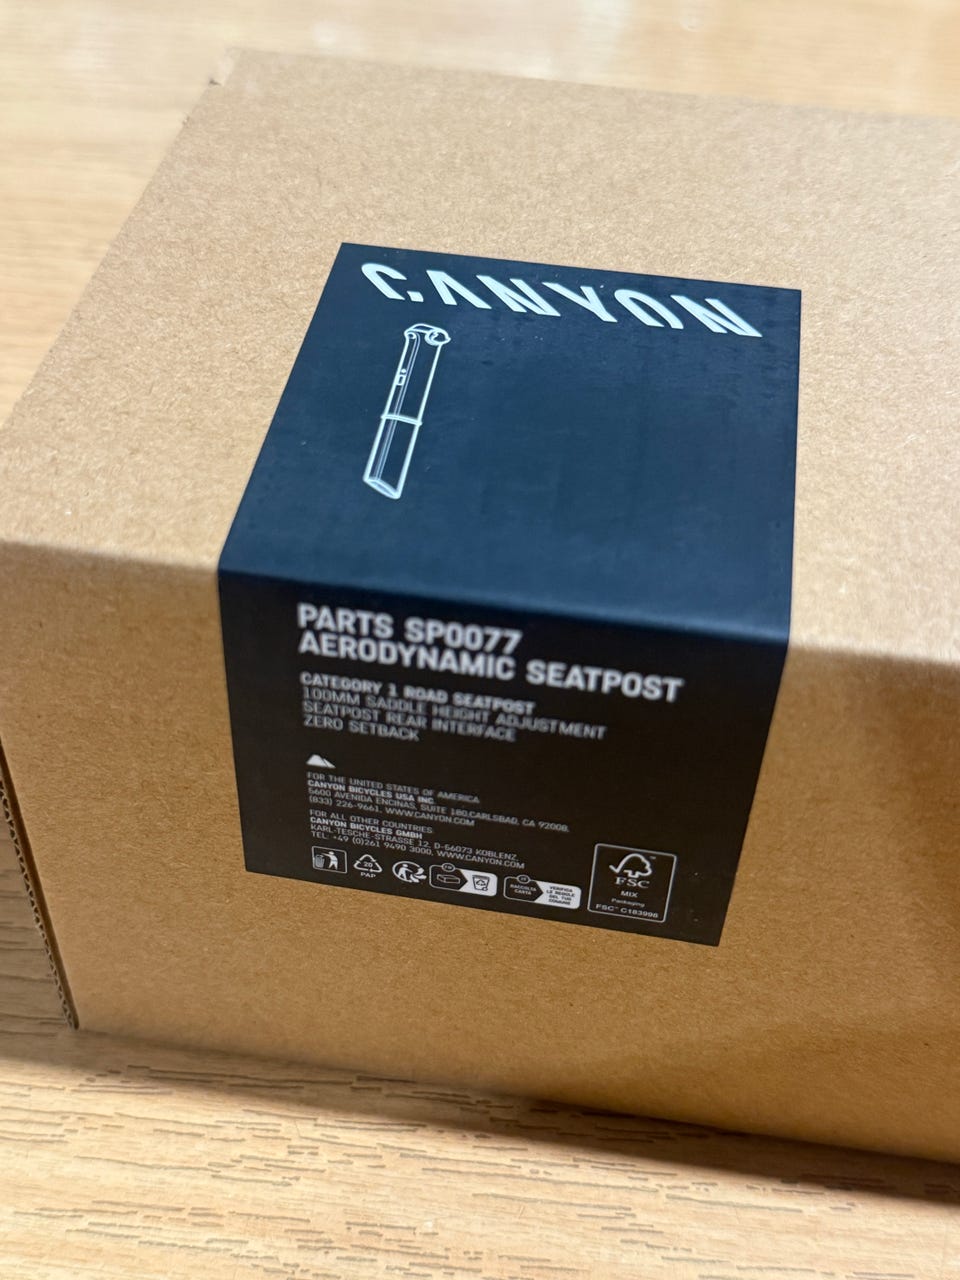 CANYON
PARTS SP0077
AERODYNAMIC SEATPOST
CATEGORY 1 ROAD SEATPOST
100MM SADDLE HEIGHT ADJUSTMENT
SEATPOST REAR INTERFACE
ZERO SETBACK
FOR THE UNITED STATES OF AMERICA
CANYON BICYCLES USA INC.
5600 AVENIDA ENCINAS, SUITE 180,CARLSBAD, CA 92008,
(833) 226-9661, WWW.CANYON.COM
FOR ALL OTHER COUNTRIES
CANYON BICYCLES GMBH
KARL-TESCHE-STRASSE 12, D-56073 KOBLENZ,
TEL: +49 (0)261 9490 3000, WWW.CANYON.COM
20
PAP
FR
IT
RACCOLTA
CARTA
VERIFICA
LE REGOLE
DEL TUO
COMUNE
FSC™
MIX
Packaging
FSC™ C183998